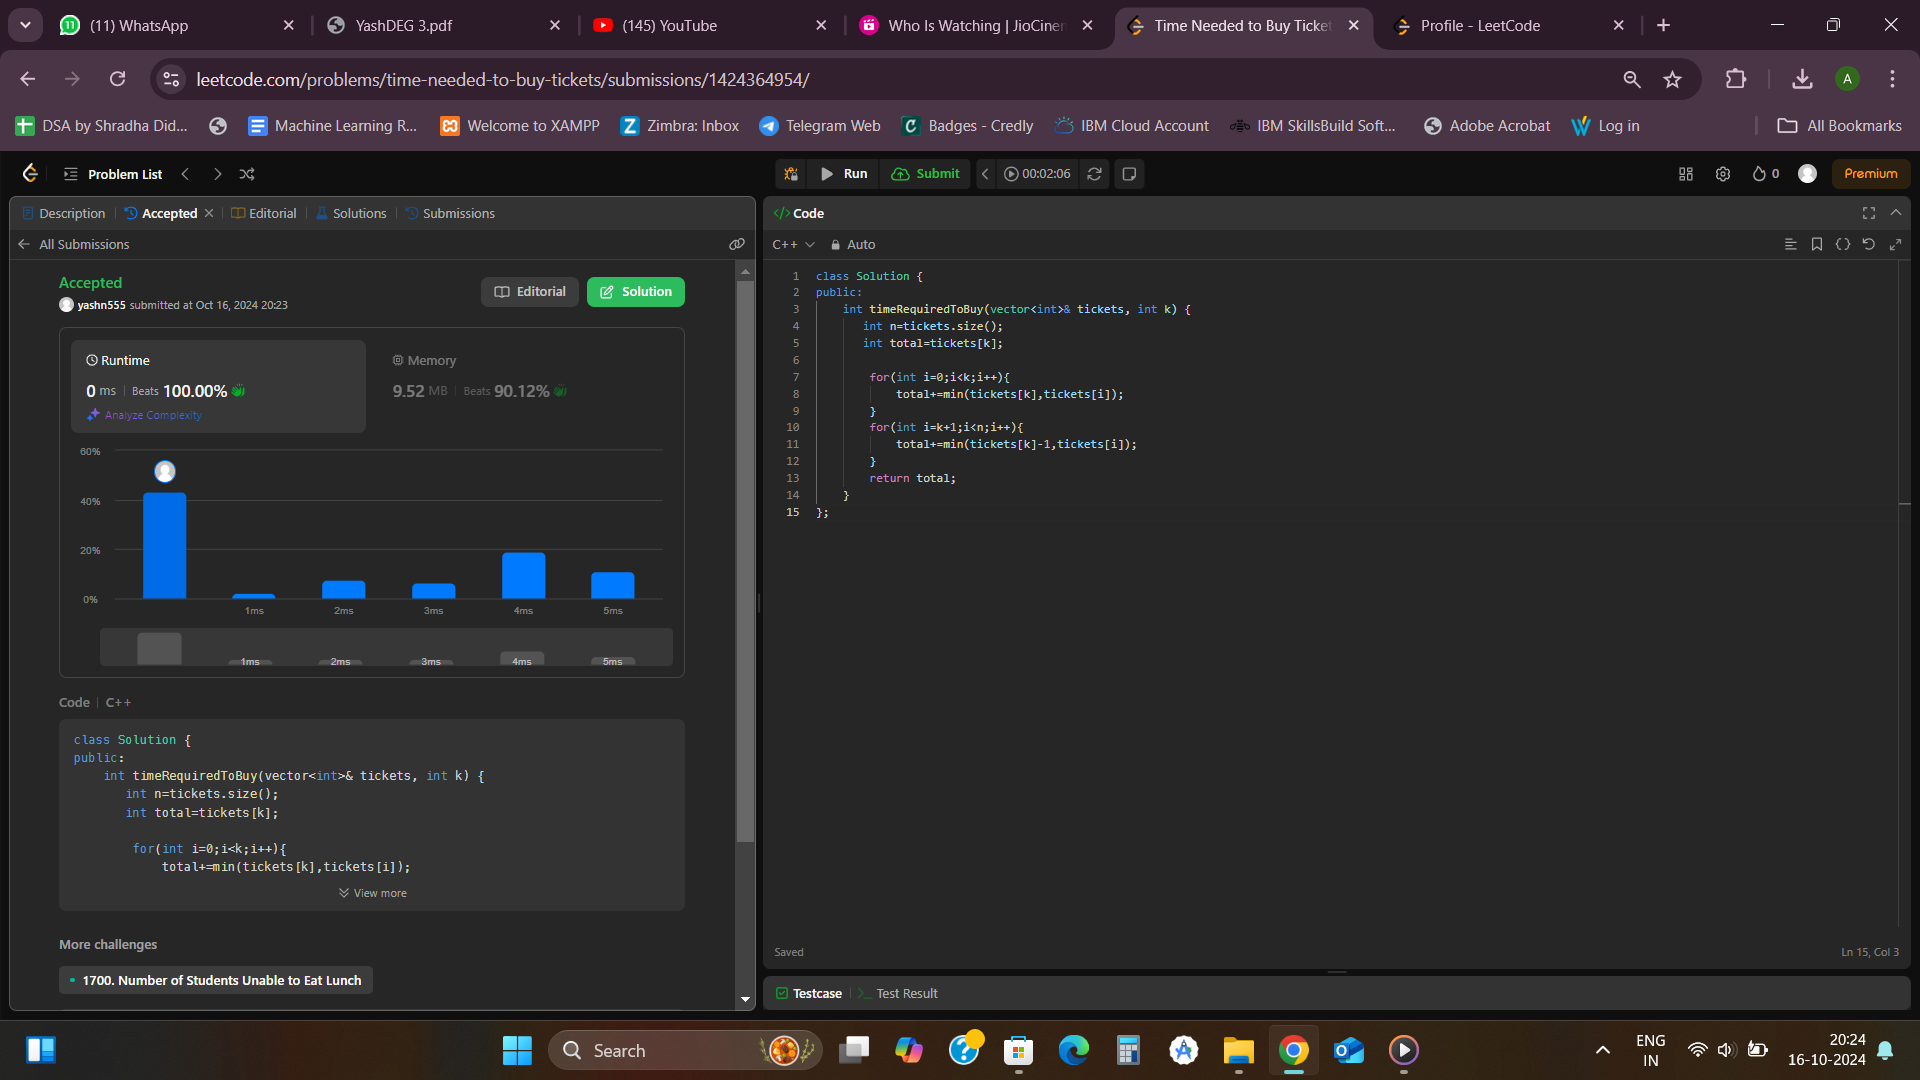 (11) WhatsApp
YashDEG 3.pdf
(145) YouTube
Who Is Watching | JioCinen
Time Needed to Buy Ticket
Profile - LeetCode
leetcode.com/problems/time-needed-to-buy-tickets/submissions/1424364954/
A
DSA by Shradha Did...
Machine Learning R...
Welcome to XAMPP
Zimbra: Inbox
Telegram Web
Badges - Credly
IBM Cloud Account
IBM SkillsBuild Soft...
Adobe Acrobat
Log in
All Bookmarks
Problem List
Run
Submit
00:02:06
0
Premium
Description
Accepted
Editorial
Solutions
Submissions
All Submissions
Accepted
yashn555 submitted at Oct 16, 2024 20:23
Editorial
Solution
Runtime
0 ms | Beats 100.00%
Analyze Complexity
Memory
9.52 MB | Beats 90.12%
60%
40%
20%
0%
1ms 2ms 3ms 4ms 5ms
1ms 2ms 3ms 4ms 5ms
Code | C++
class Solution {
public:
    int timeRequiredToBuy(vector<int>& tickets, int k) {
       int n=tickets.size();
       int total=tickets[k];
        for(int i=0;i<k;i++){
            total+=min(tickets[k],tickets[i]);
View more
More challenges
1700. Number of Students Unable to Eat Lunch
Code
C++
Auto
1 class Solution {
2 public:
3     int timeRequiredToBuy(vector<int>& tickets, int k) {
4        int n=tickets.size();
5        int total=tickets[k];
6
7         for(int i=0;i<k;i++){
8             total+=min(tickets[k],tickets[i]);
9         }
10         for(int i=k+1;i<n;i++){
11             total+=min(tickets[k]-1,tickets[i]);
12         }
13         return total;
14     }
15 };
Saved
Ln 15, Col 3
Testcase
Test Result
Search
ENG
IN
20:24
16-10-2024